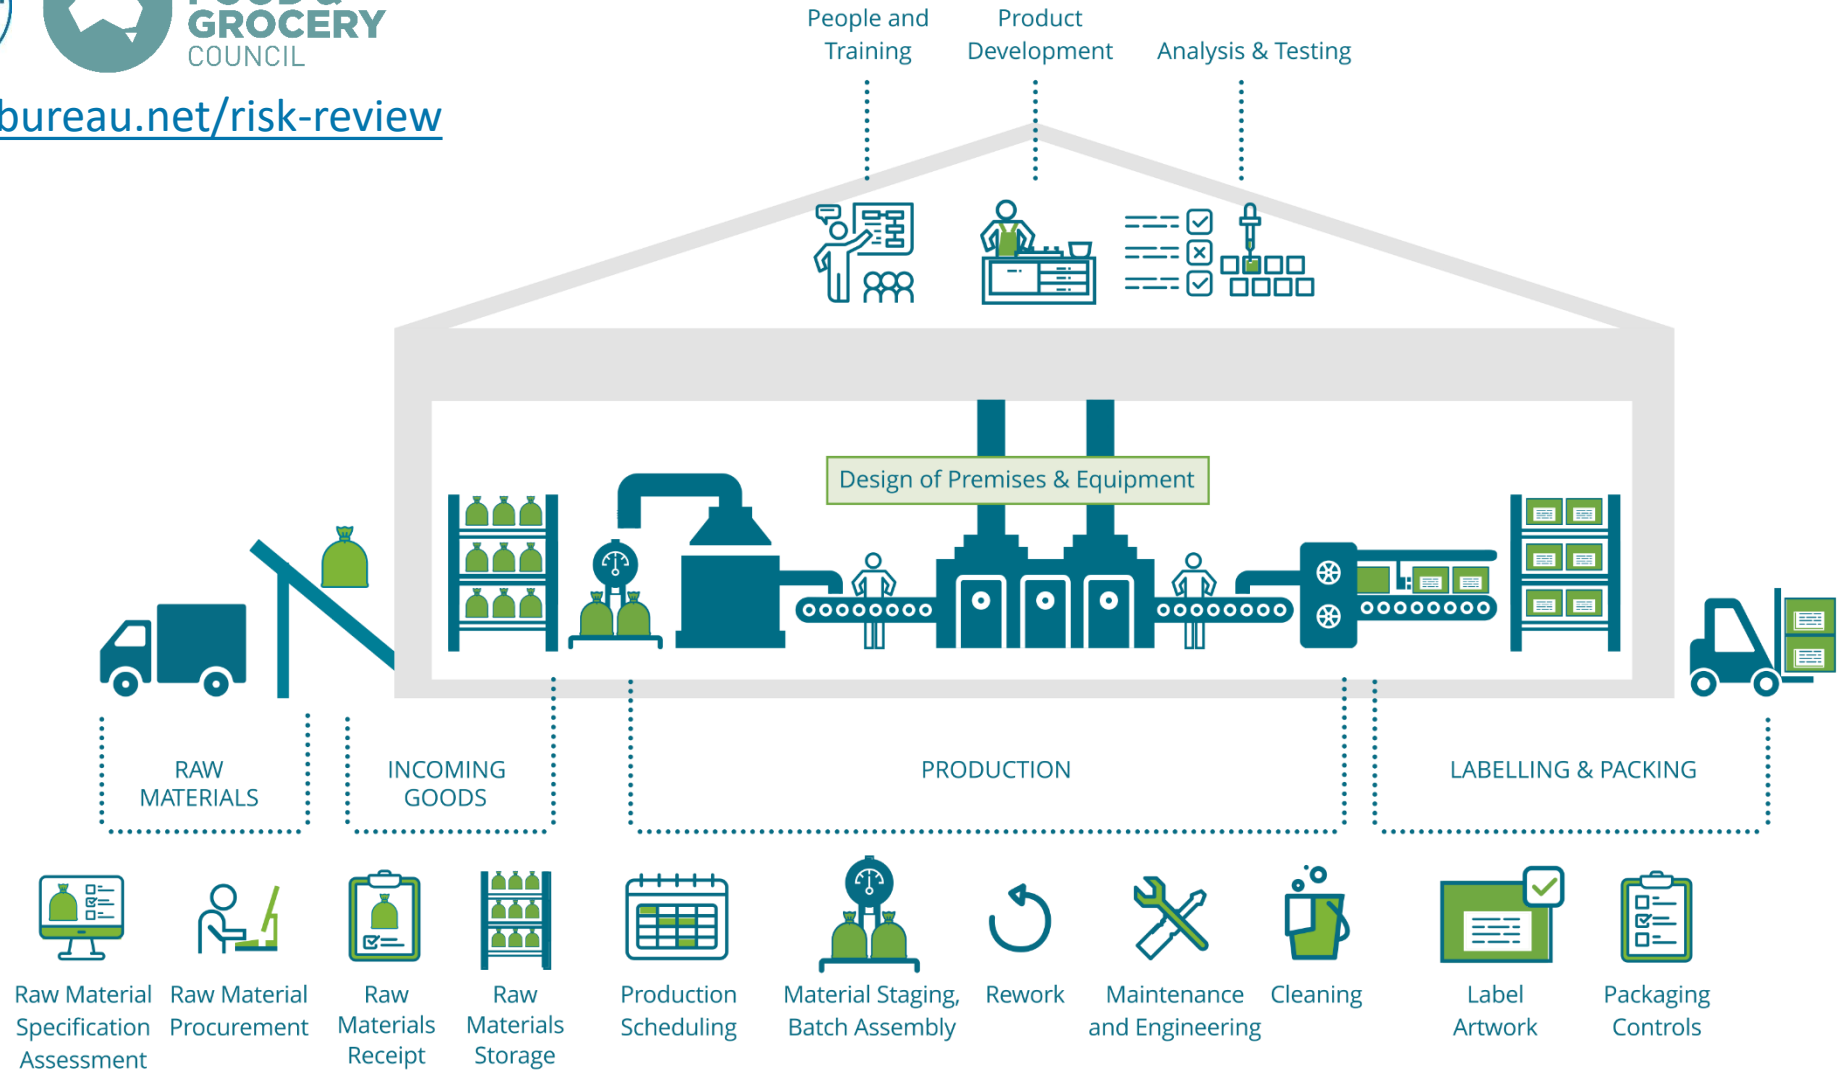 GROCERY
COUNCIL
bureau.net/risk-review
People and
Training
Product
Development
Analysis & Testing
Design of Premises & Equipment
RAW
MATERIALS
INCOMING
GOODS
PRODUCTION
LABELLING & PACKING
Raw Material
Specification
Assessment
Raw Material
Procurement
Raw
Materials
Receipt
Raw
Materials
Storage
Production
Scheduling
Material Staging,
Batch Assembly
Rework
Maintenance
and Engineering
Cleaning
Label
Artwork
Packaging
Controls